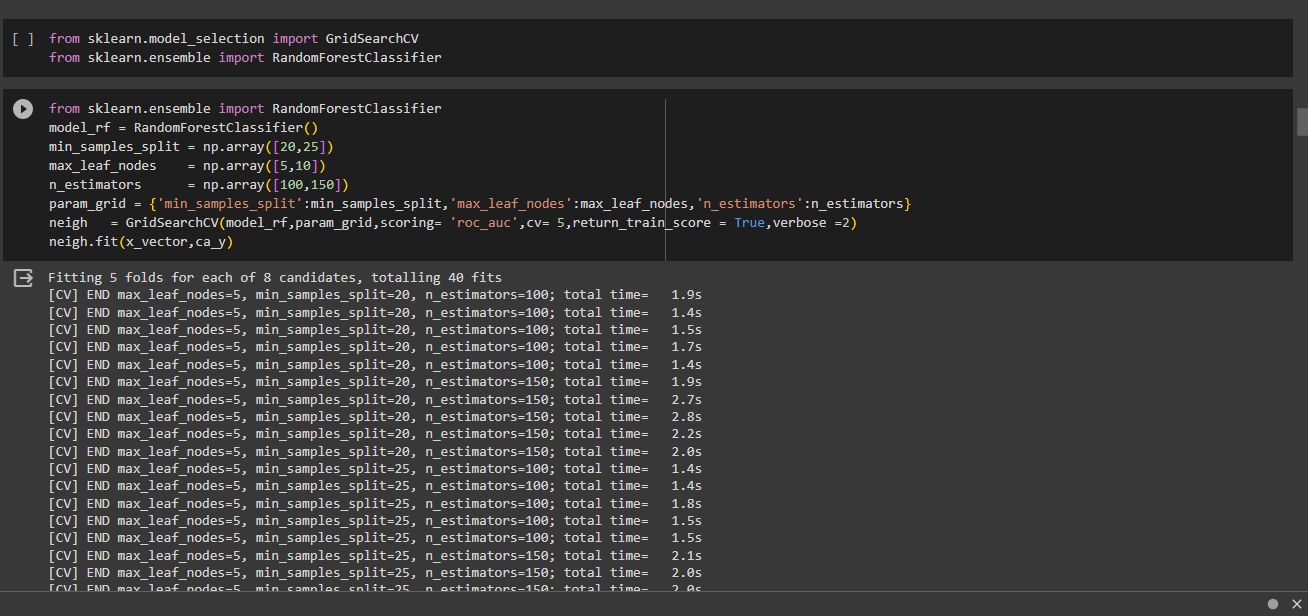 [ ] from sklearn.model_selection import GridSearchCV
from sklearn.ensemble import RandomForestClassifier
from sklearn.ensemble import RandomForestClassifier
model_rf = RandomForestClassifier()
min_samples_split = np.array([20,25])
max_leaf_nodes    = np.array([5,10])
n_estimators      = np.array([100,150])
param_grid = {'min_samples_split':min_samples_split,'max_leaf_nodes':max_leaf_nodes,'n_estimators':n_estimators}
neigh   = GridSearchCV(model_rf,param_grid,scoring= 'roc_auc',cv= 5,return_train_score = True,verbose =2)
neigh.fit(x_vector,ca_y)
Fitting 5 folds for each of 8 candidates, totalling 40 fits
[CV] END max_leaf_nodes=5, min_samples_split=20, n_estimators=100; total time=   1.9s
[CV] END max_leaf_nodes=5, min_samples_split=20, n_estimators=100; total time=   1.4s
[CV] END max_leaf_nodes=5, min_samples_split=20, n_estimators=100; total time=   1.5s
[CV] END max_leaf_nodes=5, min_samples_split=20, n_estimators=100; total time=   1.7s
[CV] END max_leaf_nodes=5, min_samples_split=20, n_estimators=100; total time=   1.4s
[CV] END max_leaf_nodes=5, min_samples_split=20, n_estimators=150; total time=   1.9s
[CV] END max_leaf_nodes=5, min_samples_split=20, n_estimators=150; total time=   2.7s
[CV] END max_leaf_nodes=5, min_samples_split=20, n_estimators=150; total time=   2.8s
[CV] END max_leaf_nodes=5, min_samples_split=20, n_estimators=150; total time=   2.2s
[CV] END max_leaf_nodes=5, min_samples_split=20, n_estimators=150; total time=   2.0s
[CV] END max_leaf_nodes=5, min_samples_split=25, n_estimators=100; total time=   1.4s
[CV] END max_leaf_nodes=5, min_samples_split=25, n_estimators=100; total time=   1.4s
[CV] END max_leaf_nodes=5, min_samples_split=25, n_estimators=100; total time=   1.8s
[CV] END max_leaf_nodes=5, min_samples_split=25, n_estimators=100; total time=   1.5s
[CV] END max_leaf_nodes=5, min_samples_split=25, n_estimators=100; total time=   1.5s
[CV] END max_leaf_nodes=5, min_samples_split=25, n_estimators=150; total time=   2.1s
[CV] END max_leaf_nodes=5, min_samples_split=25, n_estimators=150; total time=   2.0s
[CV] END max_leaf_nodes=5, min_samples_split=25, n_estimators=150; total time=   2.0s